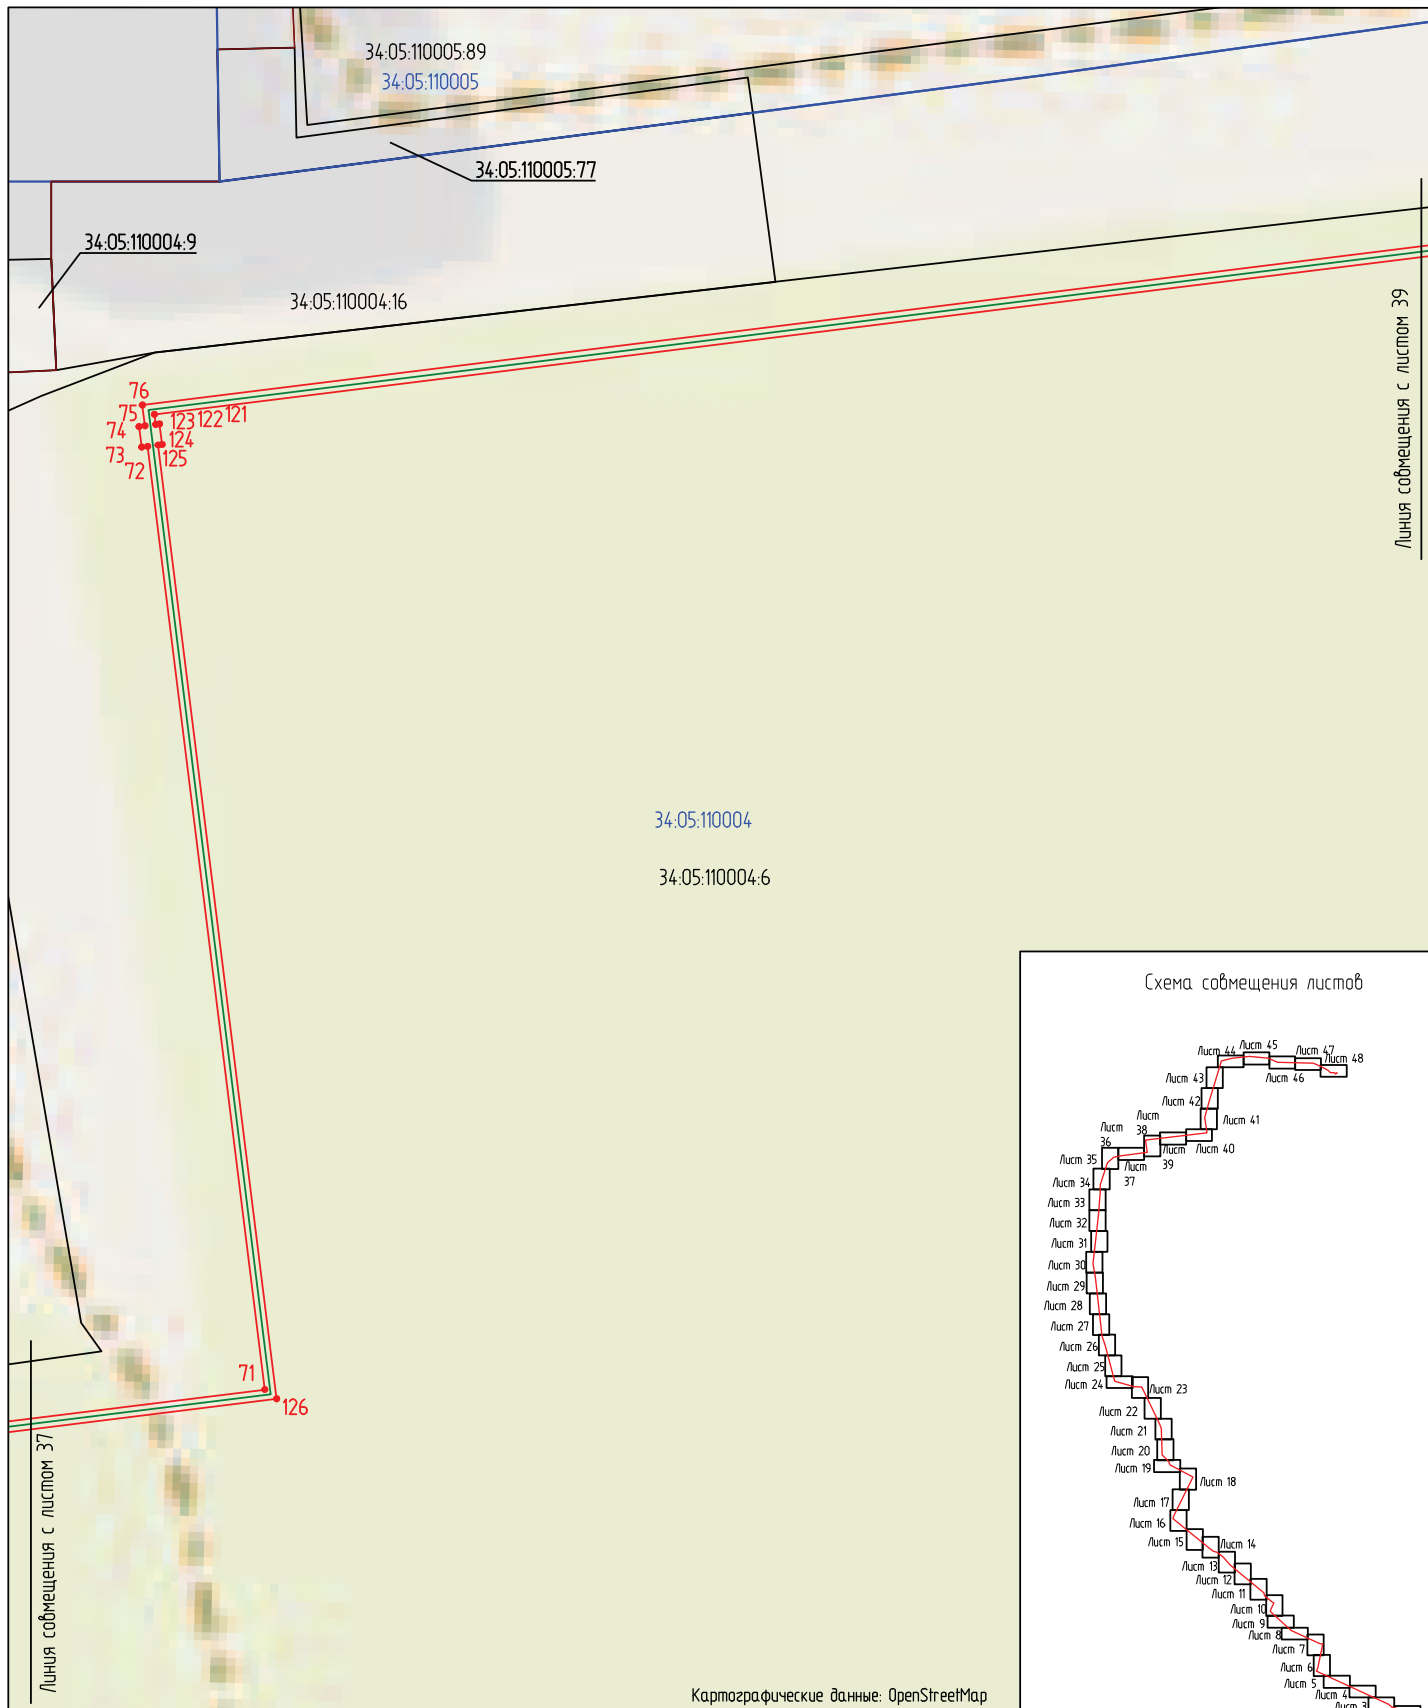 34:05:110005:89
34:05:110005
34:05:110005:77
34:05:110004:9
34:05:110004:16
Линия совмещения с листом 39
76
75
74
73
72
123 122 121
124
125
34:05:110004
34:05:110004:6
71
126
Линия совмещения с листом 37
Картографические данные: OpenStreetMap
Схема совмещения листов
Лист 44
Лист 45
Лист 47
Лист 48
Лист 46
Лист 43
Лист 42
Лист 41
Лист 40
Лист 38
Лист 39
Лист 36
Лист 37
Лист 35
Лист 34
Лист 33
Лист 32
Лист 31
Лист 30
Лист 29
Лист 28
Лист 27
Лист 26
Лист 25
Лист 24
Лист 23
Лист 22
Лист 21
Лист 20
Лист 19
Лист 18
Лист 17
Лист 16
Лист 15
Лист 14
Лист 13
Лист 12
Лист 11
Лист 10
Лист 9
Лист 8
Лист 7
Лист 6
Лист 5
Лист 4
Лист 3